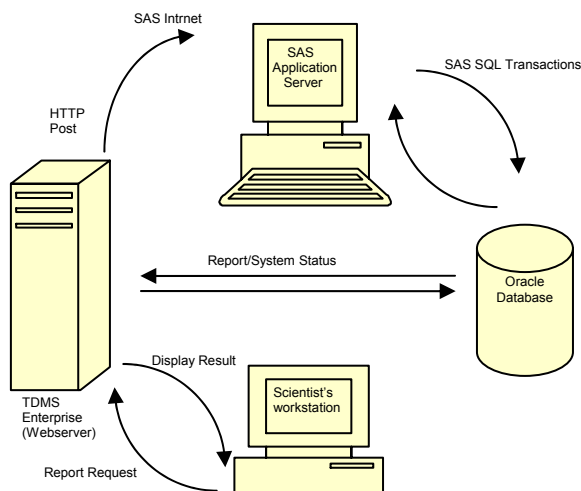 SAS Intrnet
SAS
Application
Server
SAS SQL Transactions
HTTP
Post
Report/System Status
Oracle
Database
Display Result
Scientist's
workstation
TDMS
Enterprise
(Webserver)
Report Request